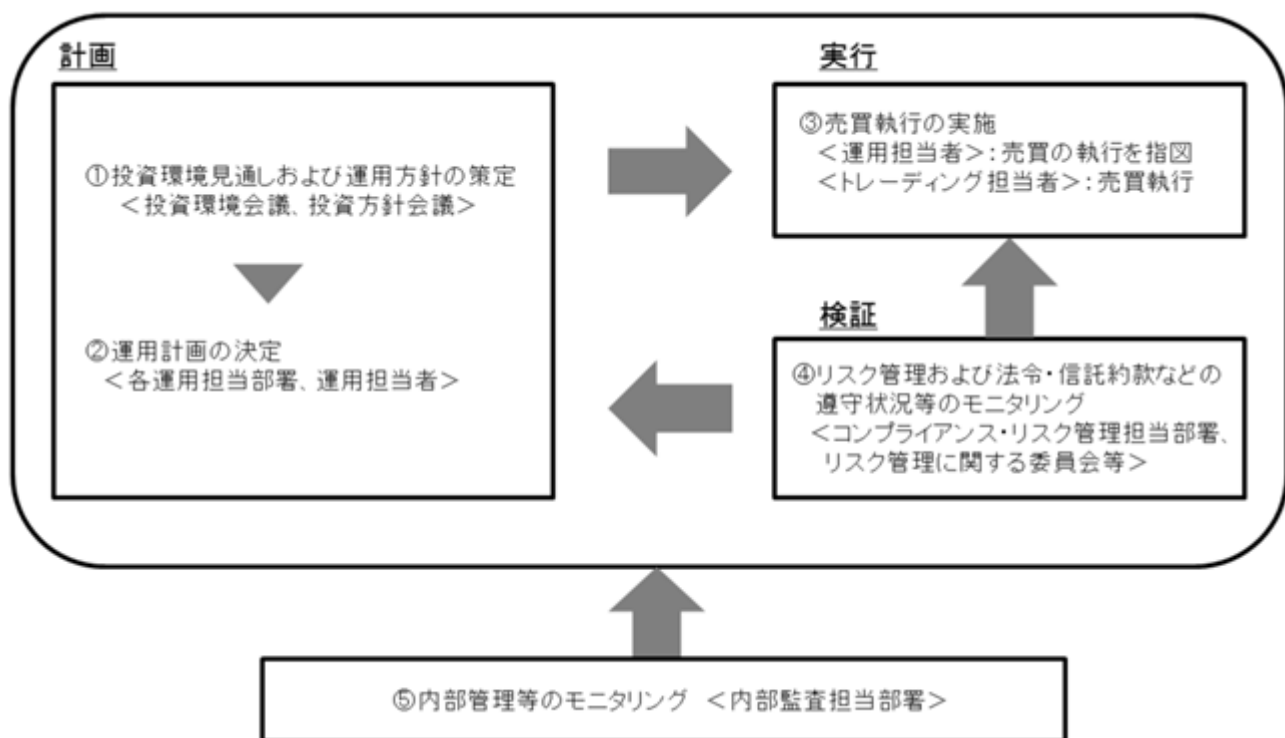 計画
①投資環境見通しおよび運用方針の策定
＜投資環境会議、投資方針会議＞
②運用計画の決定
＜各運用担当部署、運用担当者＞
実行
③売買執行の実施
＜運用担当者＞：売買の執行を指図
＜トレーディング担当者＞：売買執行
検証
④リスク管理および法令・信託約款などの
遵守状況等のモニタリング
＜コンプライアンス・リスク管理担当部署、
リスク管理に関する委員会等＞
⑤内部管理等のモニタリング ＜内部監査担当部署＞